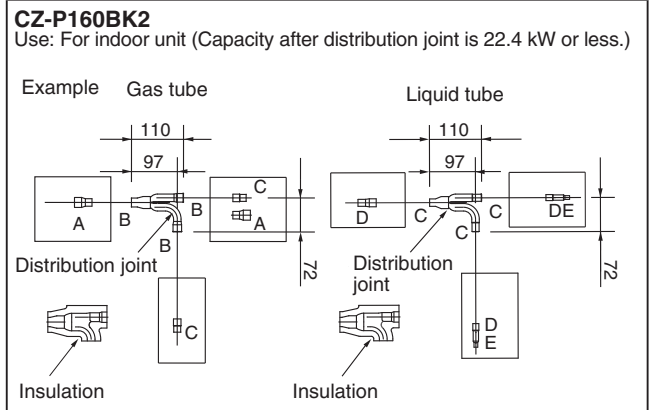 CZ-P160BK2
Use: For indoor unit (Capacity after distribution joint is 22.4 kW or less.)
Example
Gas tube
110
97
A
B
B
C
A
B
Distribution joint
72
C
Insulation
Liquid tube
110
97
D
C
C
DE
C
Distribution
joint
72
D
E
Insulation